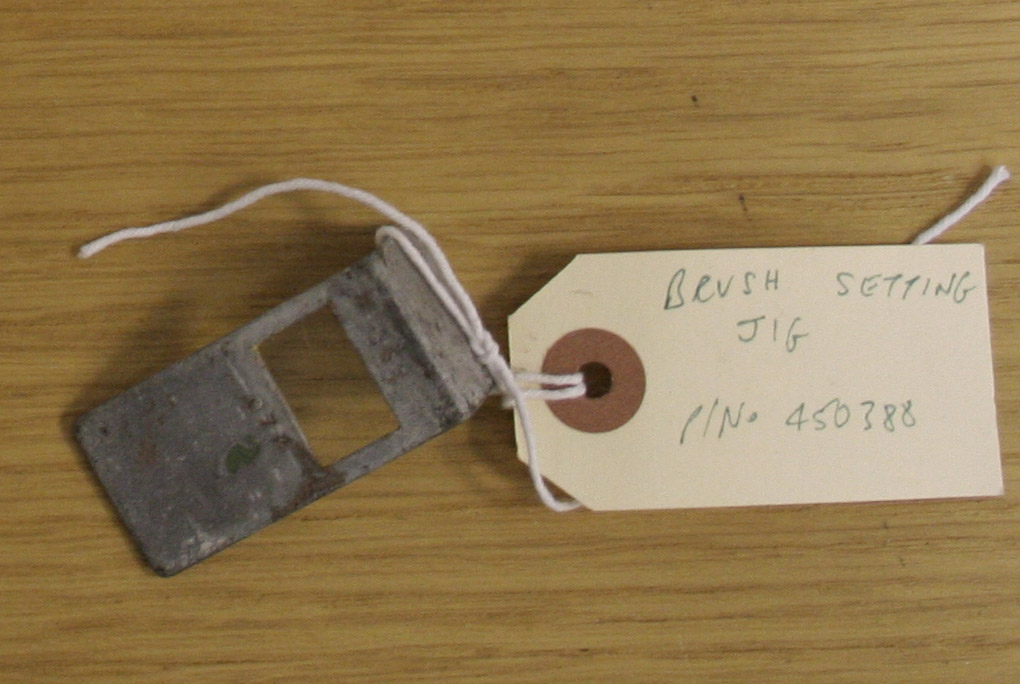 BRUSH SETTING
JIG
P/No 450388